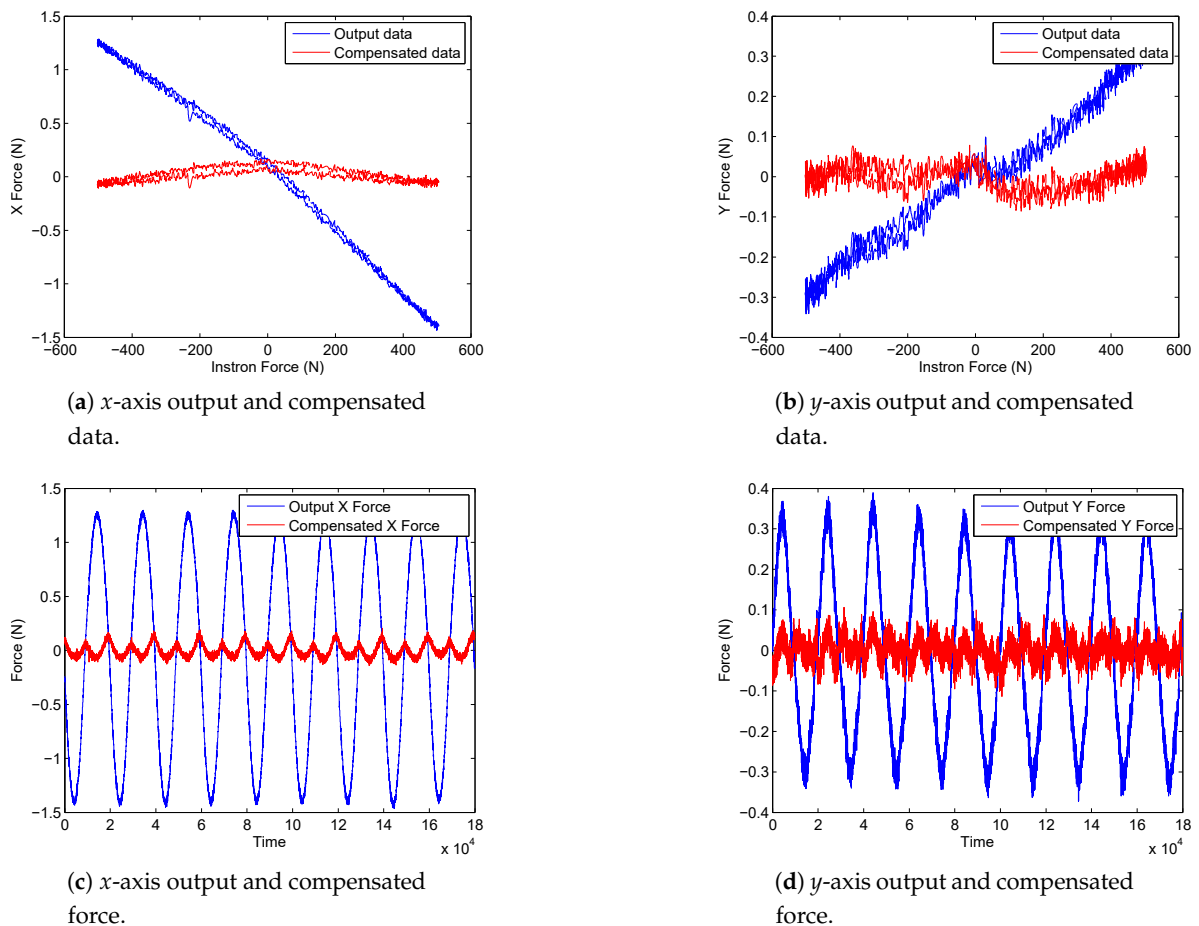 1.5
1
0.5
0
−0.5
−1
−1.5
−600
−400
−200
0
200
400
600
X Force (N)
Instron Force (N)
Output data
Compensated data
(a) x-axis output and compensated
data.
0.4
0.3
0.2
0.1
0
−0.1
−0.2
−0.3
−0.4
−600
−400
−200
0
200
400
600
Y Force (N)
Instron Force (N)
Output data
Compensated data
(b) y-axis output and compensated
data.
1.5
1
0.5
0
−0.5
−1
−1.5
0
2
4
6
8
10
12
14
16
18
x 10^4
Force (N)
Time
Output X Force
Compensated X Force
(c) x-axis output and compensated
force.
0.4
0.3
0.2
0.1
0
−0.1
−0.2
−0.3
−0.4
0
2
4
6
8
10
12
14
16
18
x 10^4
Force (N)
Time
Output Y Force
Compensated Y Force
(d) y-axis output and compensated
force.